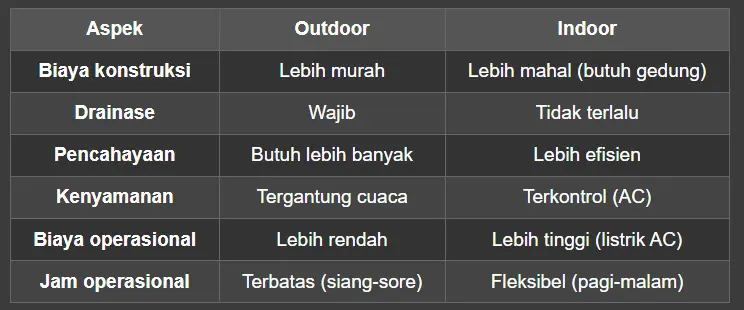 Aspek Outdoor Indoor
Biaya konstruksi Lebih murah Lebih mahal (butuh gedung)
Drainase Wajib Tidak terlalu
Pencahayaan Butuh lebih banyak Lebih efisien
Kenyamanan Tergantung cuaca Terkontrol (AC)
Biaya operasional Lebih rendah Lebih tinggi (listrik AC)
Jam operasional Terbatas (siang-sore) Fleksibel (pagi-malam)